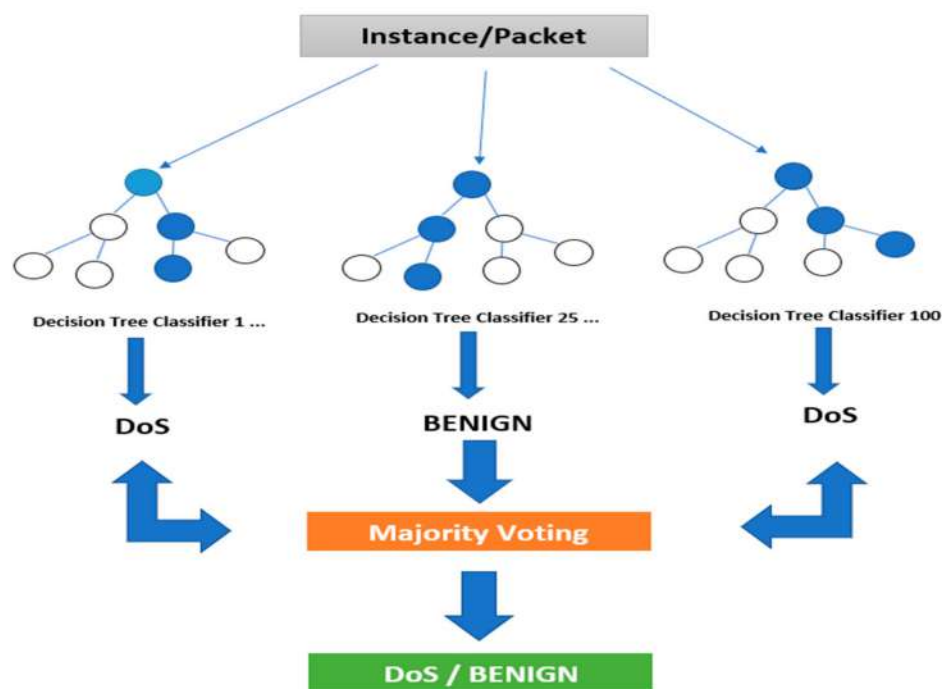 Instance/Packet
Decision Tree Classifier 1 ...
Decision Tree Classifier 25 ...
Decision Tree Classifier 100
DoS
BENIGN
DoS
Majority Voting
DoS / BENIGN